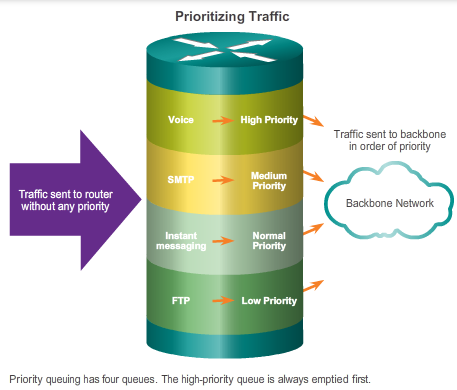 Prioritizing Traffic
Voice
High Priority
Traffic sent to backbone
in order of priority
SMTP
Medium
Priority
Traffic sent to router
without any priority
Backbone Network
Instant
messaging
Normal
Priority
FTP
Low Priority
Priority queuing has four queues. The high-priority queue is always emptied first.